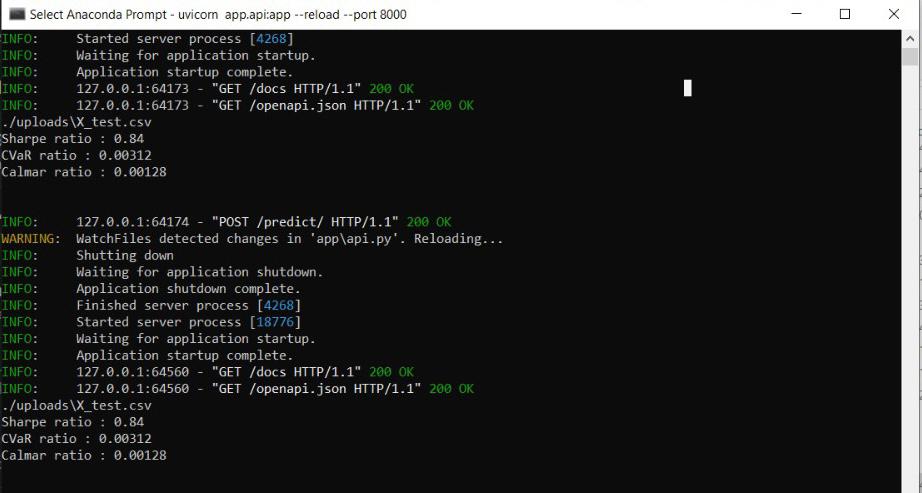 Select Anaconda Prompt - uvicorn app.api:app --reload --port 8000
INFO: Started server process [4268]
INFO: Waiting for application startup.
INFO: Application startup complete.
INFO: 127.0.0.1:64173 - "GET /docs HTTP/1.1" 200 OK
INFO: 127.0.0.1:64173 - "GET /openapi.json HTTP/1.1" 200 OK
./uploads\X_test.csv
Sharpe ratio : 0.84
CVaR ratio : 0.00312
Calmar ratio : 0.00128
INFO: 127.0.0.1:64174 - "POST /predict/ HTTP/1.1" 200 OK
WARNING: WatchFiles detected changes in 'app\api.py'. Reloading...
INFO: Shutting down
INFO: Waiting for application shutdown.
INFO: Application shutdown complete.
INFO: Finished server process [4268]
INFO: Started server process [18776]
INFO: Waiting for application startup.
INFO: Application startup complete.
INFO: 127.0.0.1:64560 - "GET /docs HTTP/1.1" 200 OK
INFO: 127.0.0.1:64560 - "GET /openapi.json HTTP/1.1" 200 OK
./uploads\X_test.csv
Sharpe ratio : 0.84
CVaR ratio : 0.00312
Calmar ratio : 0.00128